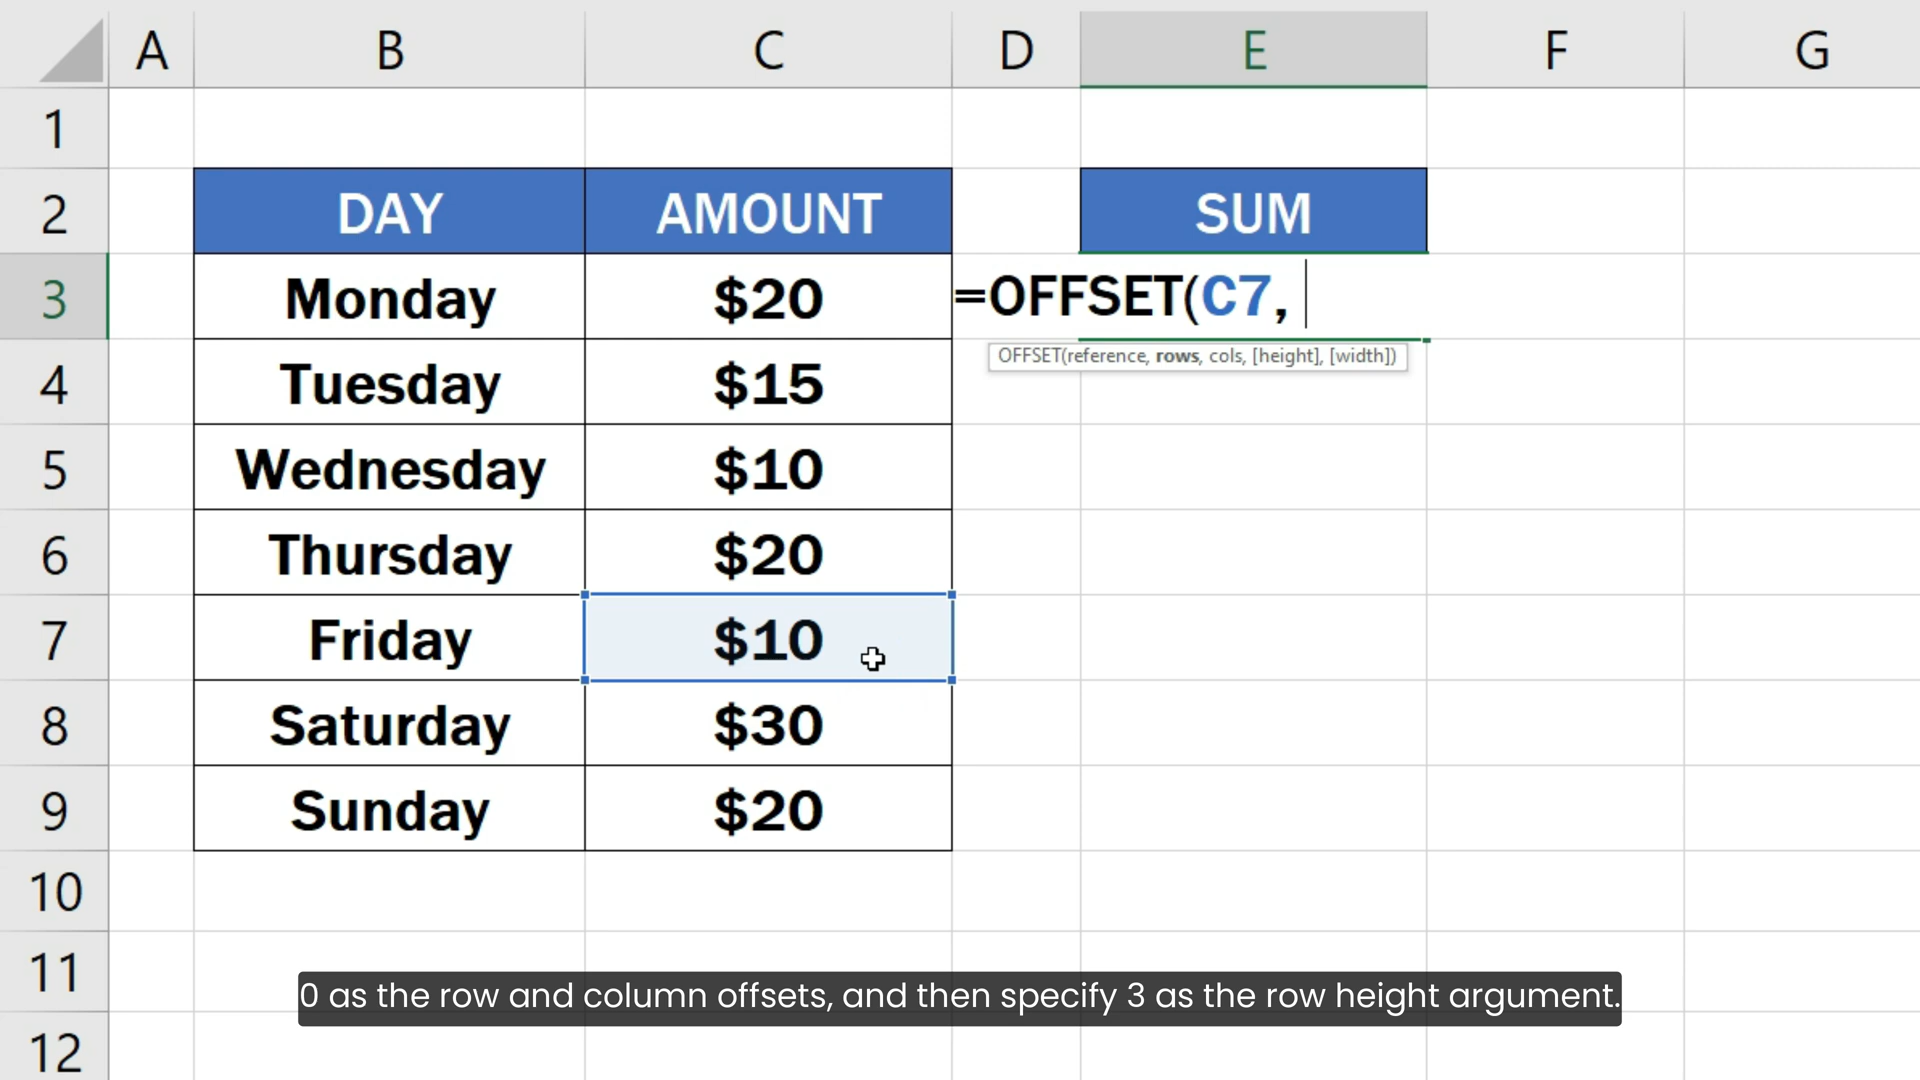 A B C D E F G
1
2 DAY AMOUNT SUM
3 Monday $20 =OFFSET(C7,
OFFSET(reference, rows, cols, [height], [width])
4 Tuesday $15
5 Wednesday $10
6 Thursday $20
7 Friday $10
8 Saturday $30
9 Sunday $20
10
11
0 as the row and column offsets, and then specify 3 as the row height argument.
12